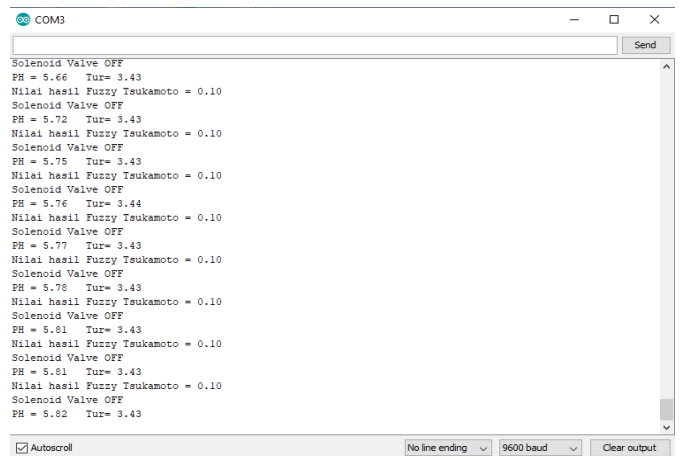 COM3
Send
Solenoid Valve OFF
PH = 5.66   Tur= 3.43
Nilai hasil Fuzzy Tsukamoto = 0.10
Solenoid Valve OFF
PH = 5.72   Tur= 3.43
Nilai hasil Fuzzy Tsukamoto = 0.10
Solenoid Valve OFF
PH = 5.75   Tur= 3.43
Nilai hasil Fuzzy Tsukamoto = 0.10
Solenoid Valve OFF
PH = 5.76   Tur= 3.44
Nilai hasil Fuzzy Tsukamoto = 0.10
Solenoid Valve OFF
PH = 5.77   Tur= 3.43
Nilai hasil Fuzzy Tsukamoto = 0.10
Solenoid Valve OFF
PH = 5.78   Tur= 3.43
Nilai hasil Fuzzy Tsukamoto = 0.10
Solenoid Valve OFF
PH = 5.81   Tur= 3.43
Nilai hasil Fuzzy Tsukamoto = 0.10
Solenoid Valve OFF
PH = 5.81   Tur= 3.43
Nilai hasil Fuzzy Tsukamoto = 0.10
Solenoid Valve OFF
PH = 5.82   Tur= 3.43
Autoscroll No line ending 9600 baud Clear output